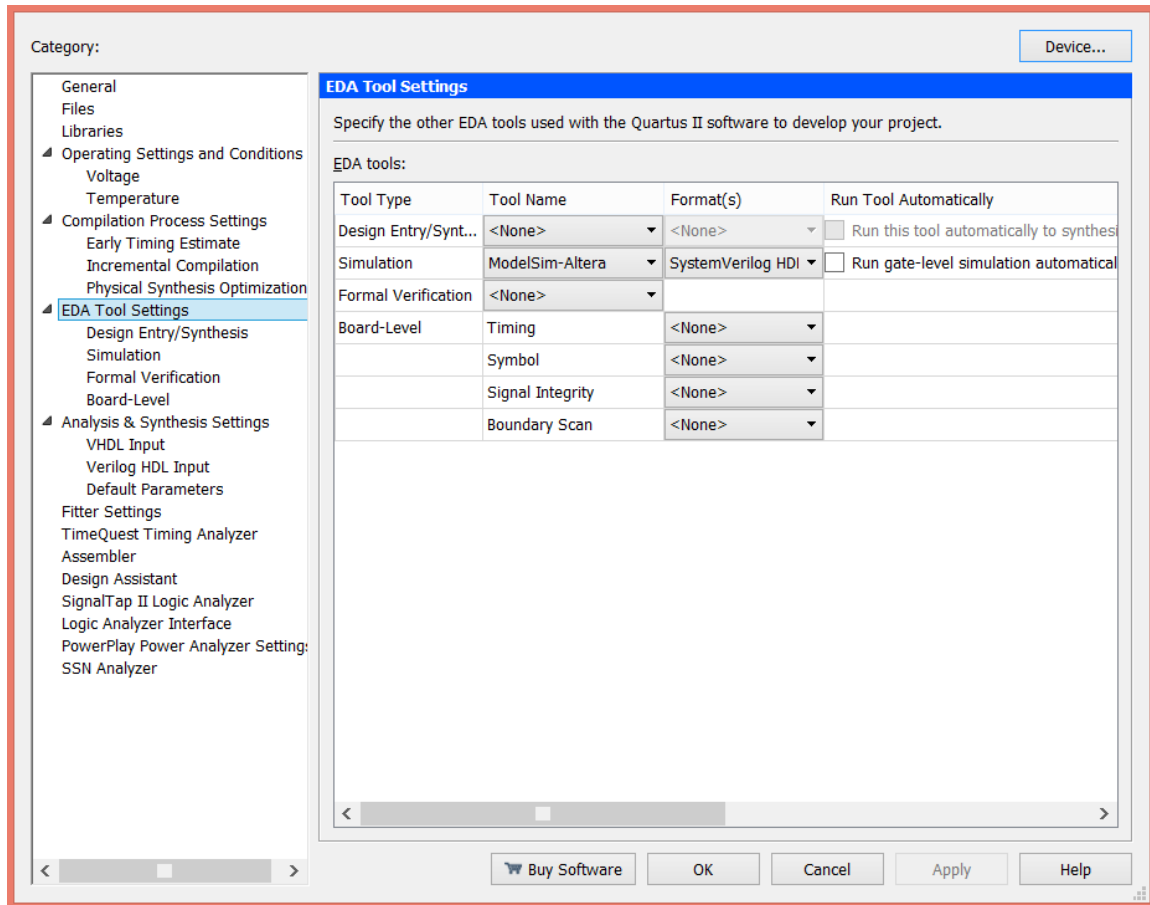 Category:
Device...
General
Files
Libraries
Operating Settings and Conditions
Voltage
Temperature
Compilation Process Settings
Early Timing Estimate
Incremental Compilation
Physical Synthesis Optimization
EDA Tool Settings
Design Entry/Synthesis
Simulation
Formal Verification
Board-Level
Analysis & Synthesis Settings
VHDL Input
Verilog HDL Input
Default Parameters
Fitter Settings
TimeQuest Timing Analyzer
Assembler
Design Assistant
SignalTap II Logic Analyzer
Logic Analyzer Interface
PowerPlay Power Analyzer Settings
SSN Analyzer
EDA Tool Settings
Specify the other EDA tools used with the Quartus II software to develop your project.
EDA tools:
Tool Type Tool Name Format(s) Run Tool Automatically
Design Entry/Synt... <None> <None> Run this tool automatically to synthesi
Simulation ModelSim-Altera SystemVerilog HDL Run gate-level simulation automatical
Formal Verification <None>
Board-Level Timing <None>
Symbol <None>
Signal Integrity <None>
Boundary Scan <None>
Buy Software OK Cancel Apply Help